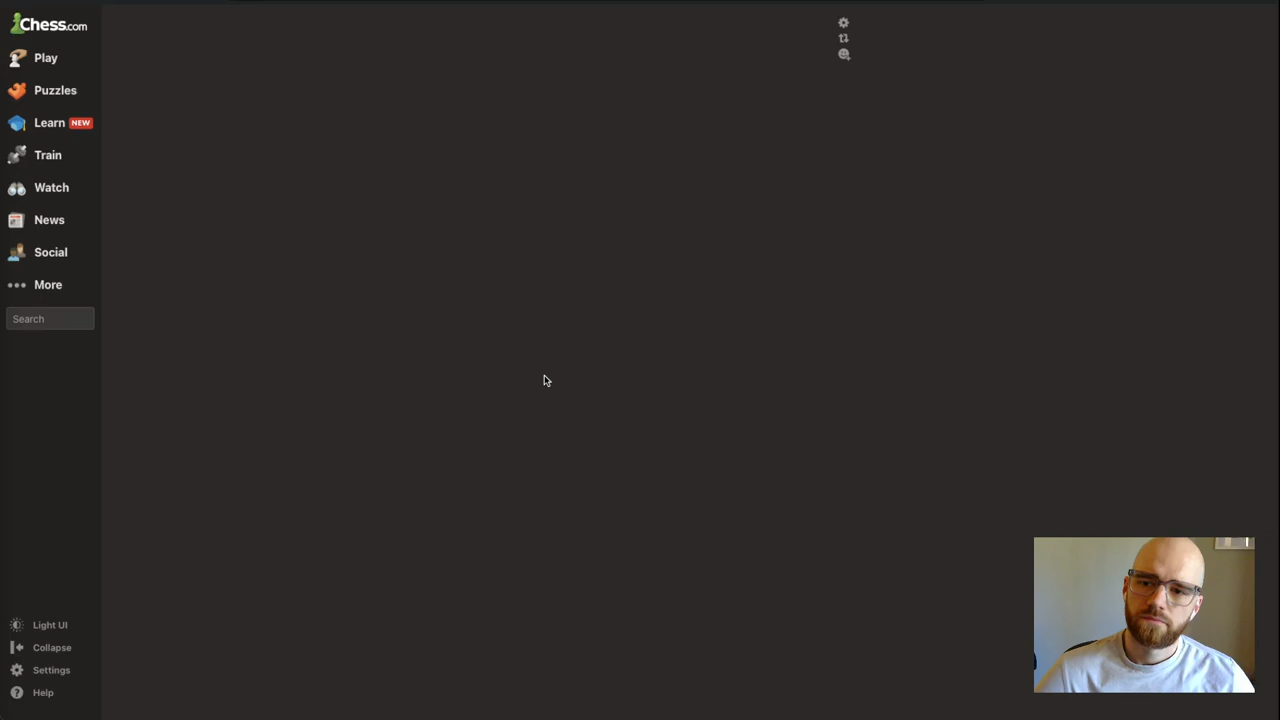 Chess.com
Play
Puzzles
Learn NEW
Train
Watch
News
Social
More
Search
Light UI
Collapse
Settings
Help